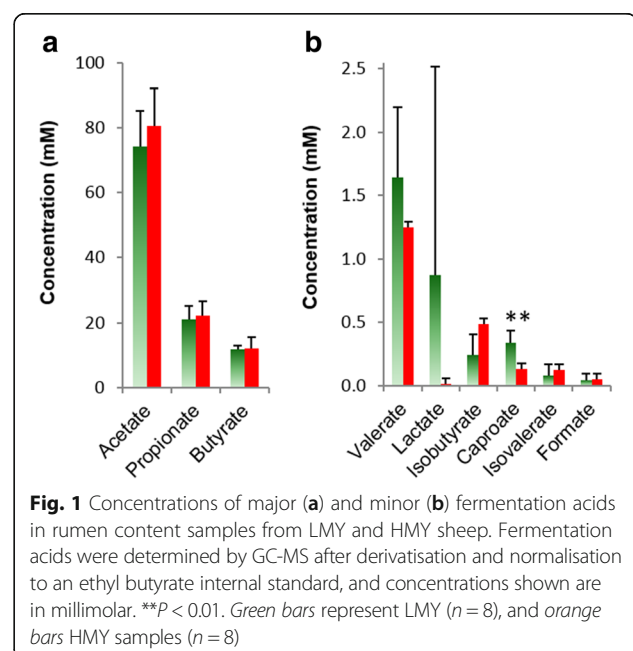 a
b
100
80
60
40
20
0
Concentration (mM)
Acetate
Propionate
Butyrate
2.5
2.0
1.5
1.0
0.5
0.0
Concentration (mM)
**
Valerate
Lactate
Isobutyrate
Caproate
Isovalerate
Formate
Fig. 1 Concentrations of major (a) and minor (b) fermentation acids
in rumen content samples from LMY and HMY sheep. Fermentation
acids were determined by GC-MS after derivatisation and normalisation
to an ethyl butyrate internal standard, and concentrations shown are
in millimolar. **P < 0.01. Green bars represent LMY (n = 8), and orange
bars HMY samples (n = 8)